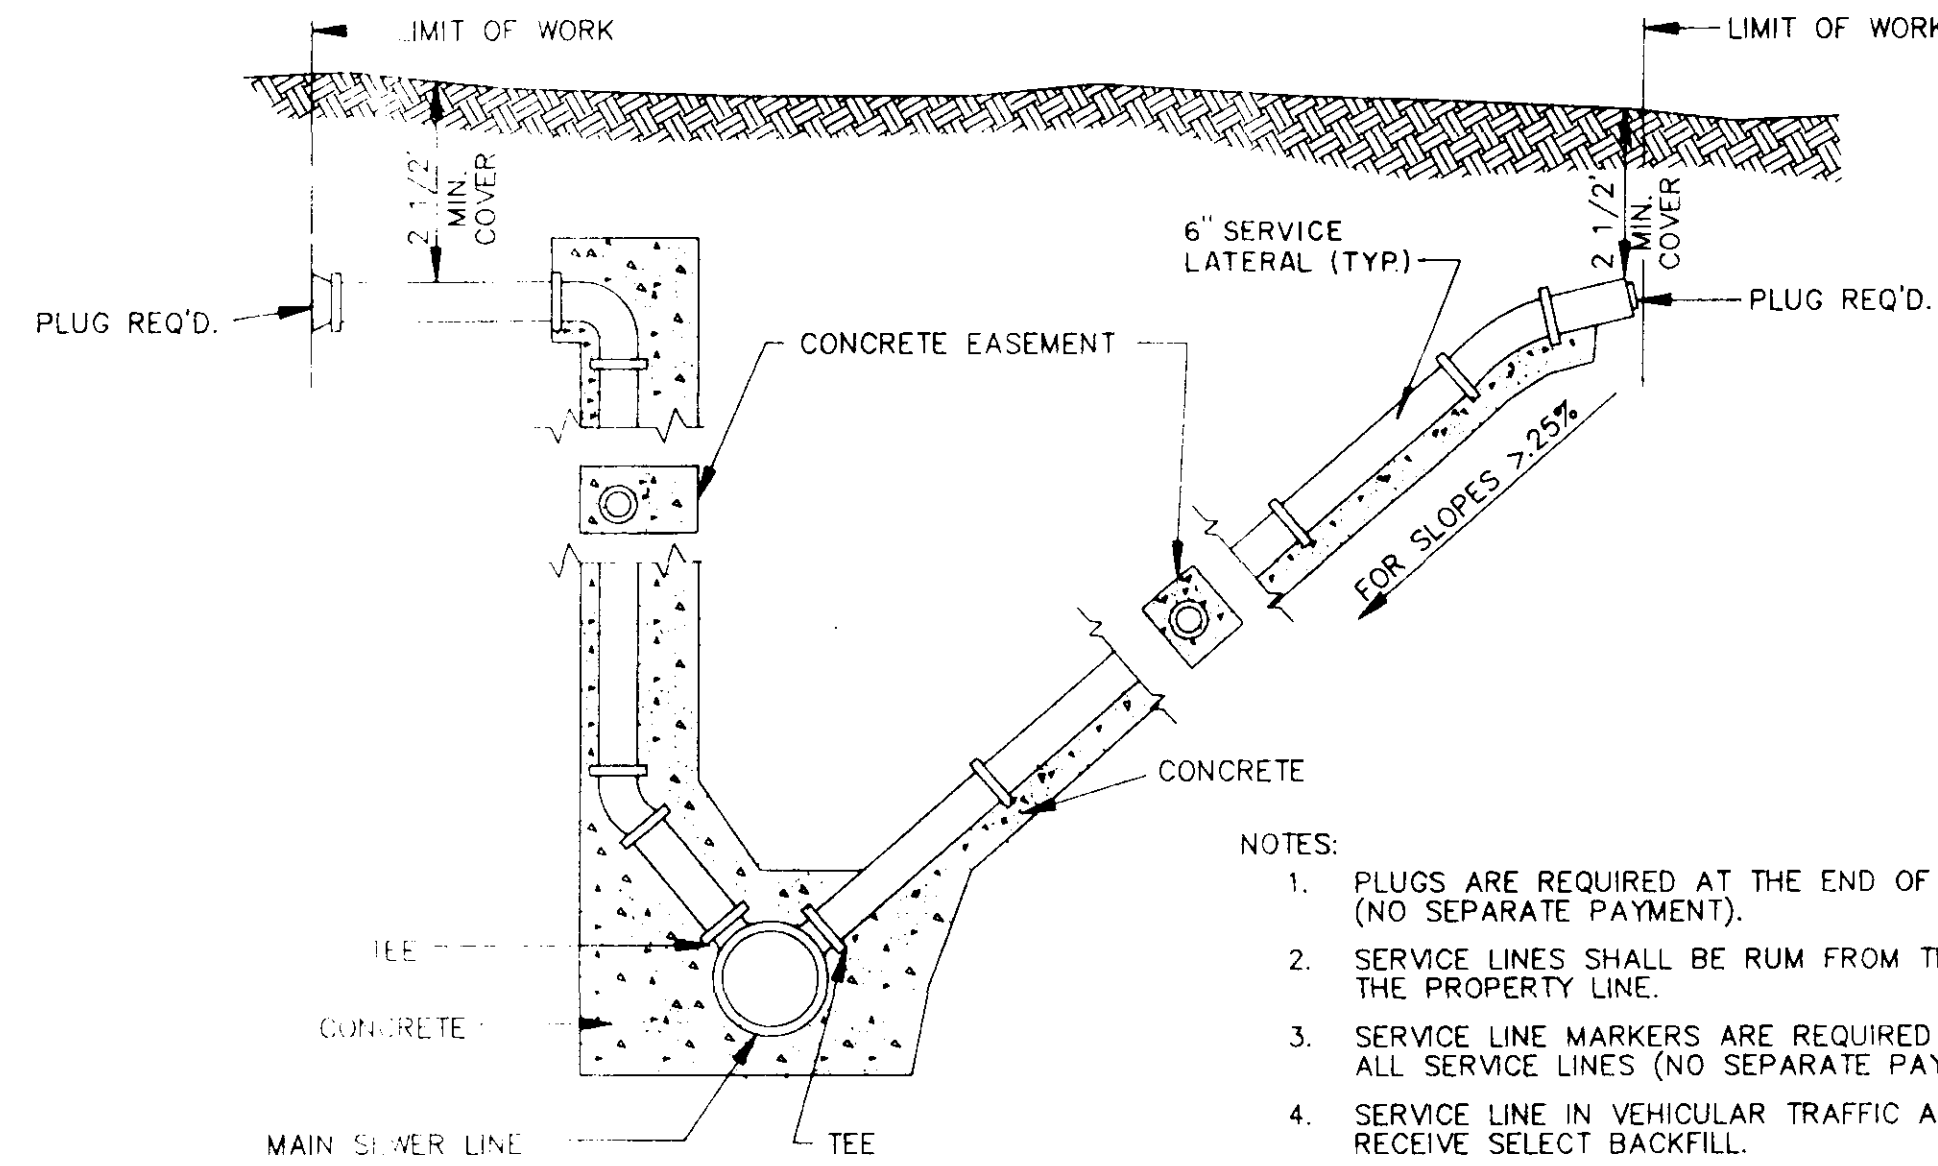 LIMIT OF WORK
LIMIT OF WORK
2 1/2'
MIN.
COVER
2 1/2'
MIN.
COVER
6" SERVICE
LATERAL (TYP.)
PLUG REQ'D.
PLUG REQ'D.
CONCRETE EASEMENT
FOR SLOPES >.25%
CONCRETE
TEE
CONCRETE
MAIN SEWER LINE
TEE
NOTES:
1. PLUGS ARE REQUIRED AT THE END OF
(NO SEPARATE PAYMENT).
2. SERVICE LINES SHALL BE RUM FROM
THE PROPERTY LINE.
3. SERVICE LINE MARKERS ARE REQUIRED
ALL SERVICE LINES (NO SEPARATE
4. SERVICE LINE IN VEHICULAR TRAFFIC
RECEIVE SELECT BACKFILL.